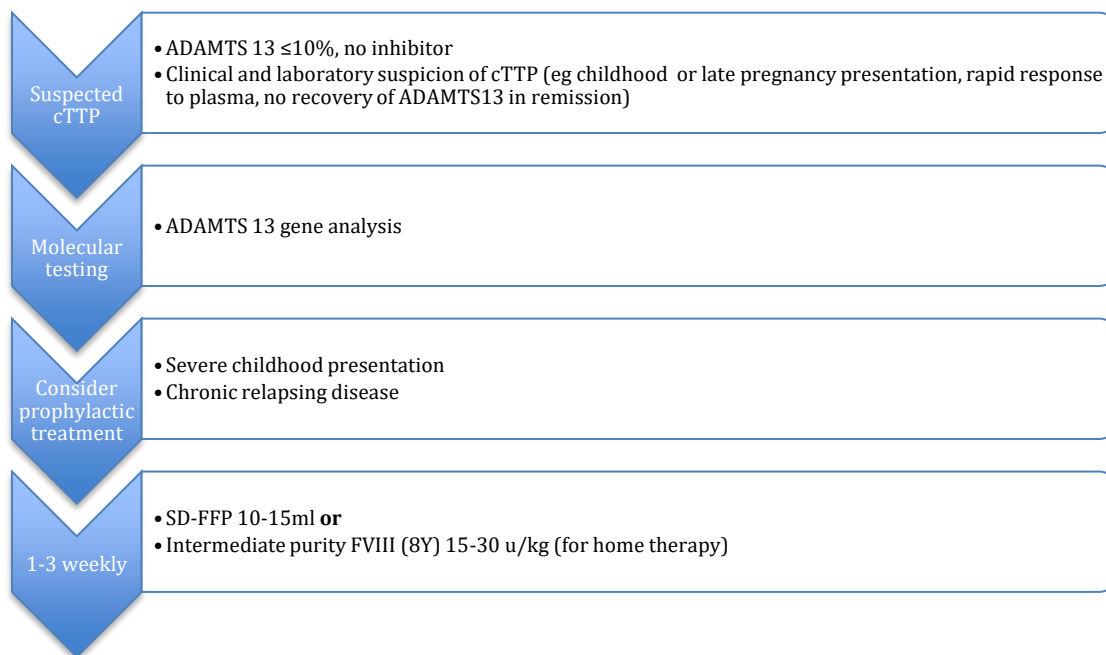 Suspected
cTTP
• ADAMTS 13 ≤10%, no inhibitor
• Clinical and laboratory suspicion of cTTP (eg childhood or late pregnancy presentation, rapid response
to plasma, no recovery of ADAMTS13 in remission)
Molecular
testing
• ADAMTS 13 gene analysis
Consider
prophylactic
treatment
• Severe childhood presentation
• Chronic relapsing disease
1-3 weekly
• SD-FFP 10-15ml or
• Intermediate purity FVIII (8Y) 15-30 u/kg (for home therapy)